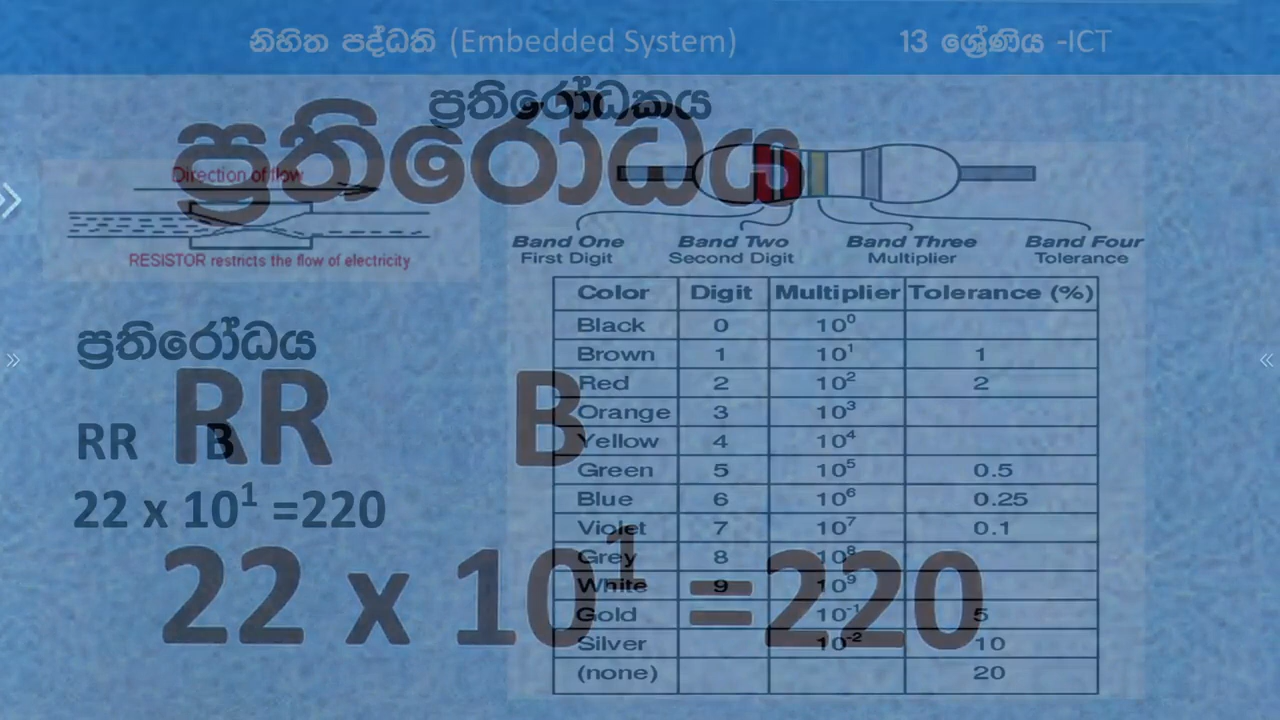 නිහිත පද්ධති (Embedded System) 13 ශ්‍රේණිය -ICT
ප්‍රතිරෝධකය
ප්‍රතිරෝධය
Direction of flow
RESISTOR restricts the flow of electricity
Band One Band Two Band Three Band Four
First Digit Second Digit Multiplier Tolerance
Color Digit Multiplier Tolerance (%)
Black 0 10⁰
Brown 1 10¹ 1
Red 2 10² 2
Orange 3 10³
Yellow 4 10⁴
Green 5 10⁵ 0.5
Blue 6 10⁶ 0.25
Violet 7 10⁷ 0.1
Grey 8 10⁸
White 9 10⁹
Gold 10⁻¹ 5
Silver 10⁻² 10
(none) 20
ප්‍රතිරෝධය
RR B
22 x 10¹ =220
RR B
22 x 10¹ =220